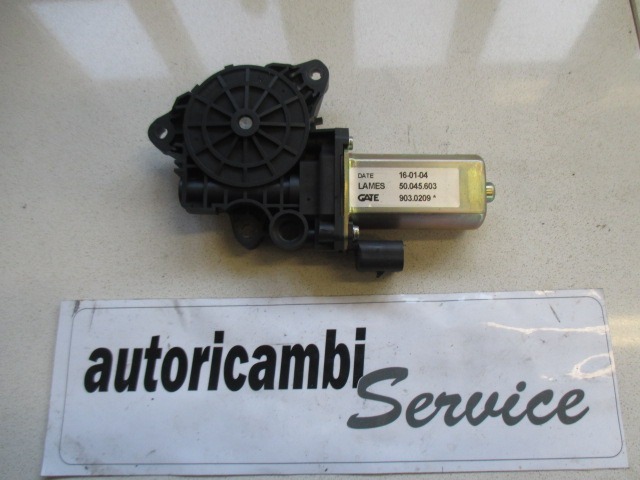 DATE 16-01-04
LAMES 50.045.603
GATE 903.0209 *
autoricambi
Service